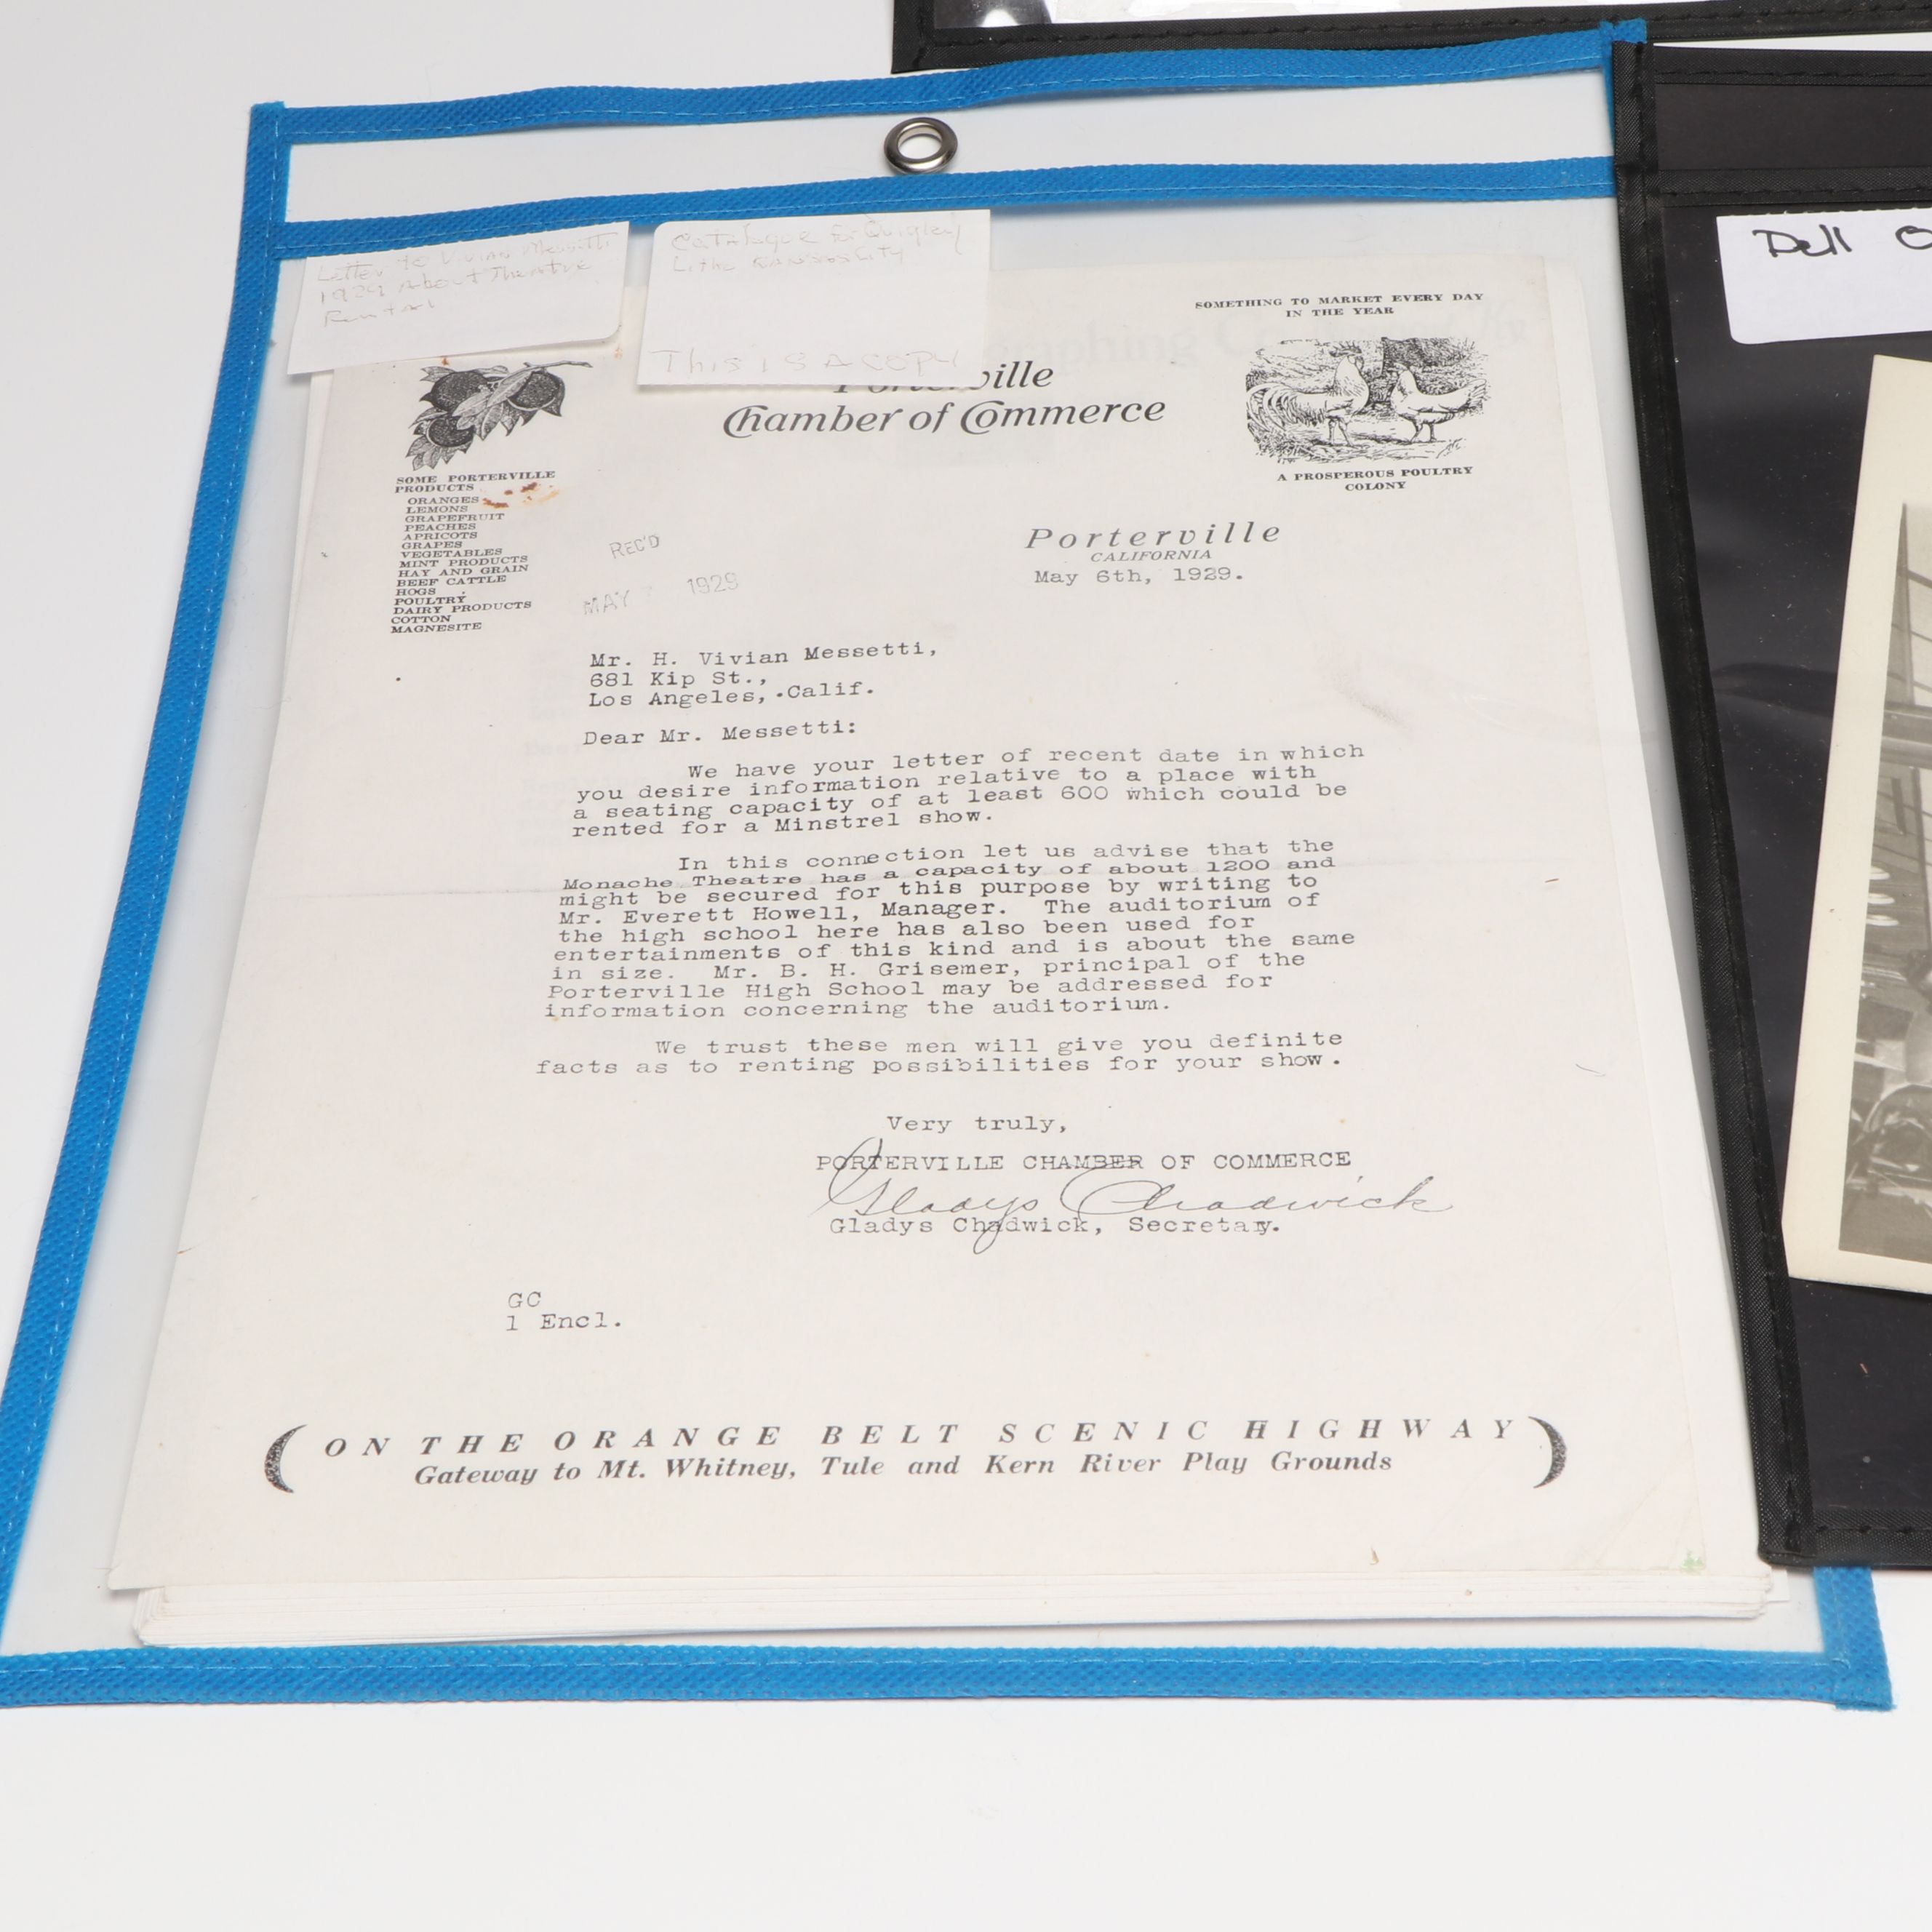 Letter to Vivian Messetti
1929 About Theatre
Rental
Catalogue for Quigley
Litho Kansas City
This IS A COPY
Dell
SOMETHING TO MARKET EVERY DAY
IN THE YEAR
Porterville
Chamber of Commerce
A PROSPEROUS POULTRY
COLONY
SOME PORTERVILLE
PRODUCTS
ORANGES
LEMONS
GRAPEFRUIT
PEACHES
APRICOTS
GRAPES
VEGETABLES
MINT PRODUCTS
HAY AND GRAIN
BEEF CATTLE
HOGS
POULTRY
DAIRY PRODUCTS
COTTON
MAGNESITE
REC'D
MAY 7 1929
Porterville
CALIFORNIA
May 6th, 1929.
Mr. H. Vivian Messetti,
681 Kip St.,
Los Angeles, .Calif.
Dear Mr. Messetti:
We have your letter of recent date in which
you desire information relative to a place with
a seating capacity of at least 600 which could be
rented for a Minstrel show.
In this connection let us advise that the
Monache Theatre has a capacity of about 1200 and
might be secured for this purpose by writing to
Mr. Everett Howell, Manager. The auditorium of
the high school here has also been used for
entertainments of this kind and is about the same
in size. Mr. B. H. Grisemer, principal of the
Porterville High School may be addressed for
information concerning the auditorium.
We trust these men will give you definite
facts as to renting possibilities for your show.
Very truly,
PORTERVILLE CHAMBER OF COMMERCE
Gladys Chadwick
Gladys Chadwick, Secretary.
GC
1 Encl.
ON THE ORANGE BELT SCENIC HIGHWAY
Gateway to Mt. Whitney, Tule and Kern River Play Grounds